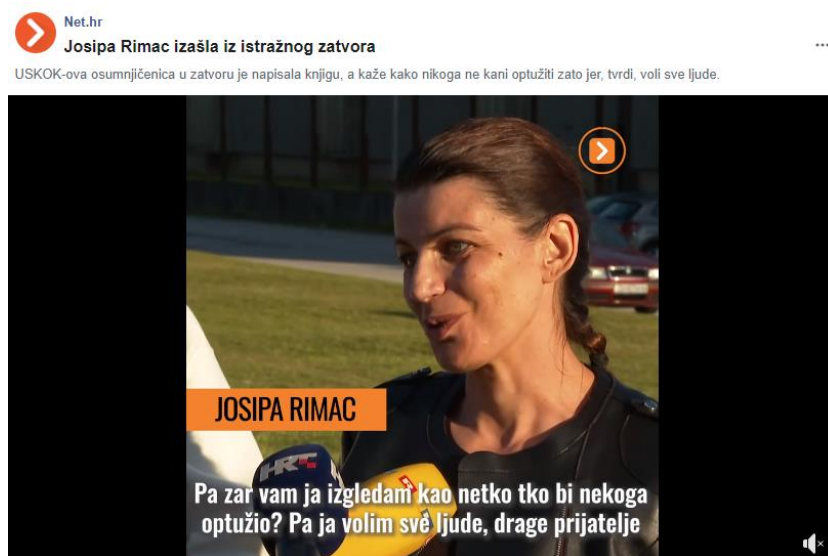 Net.hr
Josipa Rimac izašla iz istražnog zatvora
USKOK-ova osumnjičenica u zatvoru je napisala knjigu, a kaže kako nikoga ne kani optužiti zato jer, tvrdi, voli sve ljude.
JOSIPA RIMAC
HRT
Pa zar vam ja izgledam kao netko tko bi nekoga
optužio? Pa ja volim sve ljude, drage prijatelje